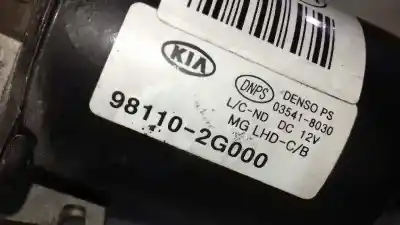 KIA
DNPS
DENSO PS
03541-8030
L/C-ND DC 12V
MG LHD-C/B
98110-2G000